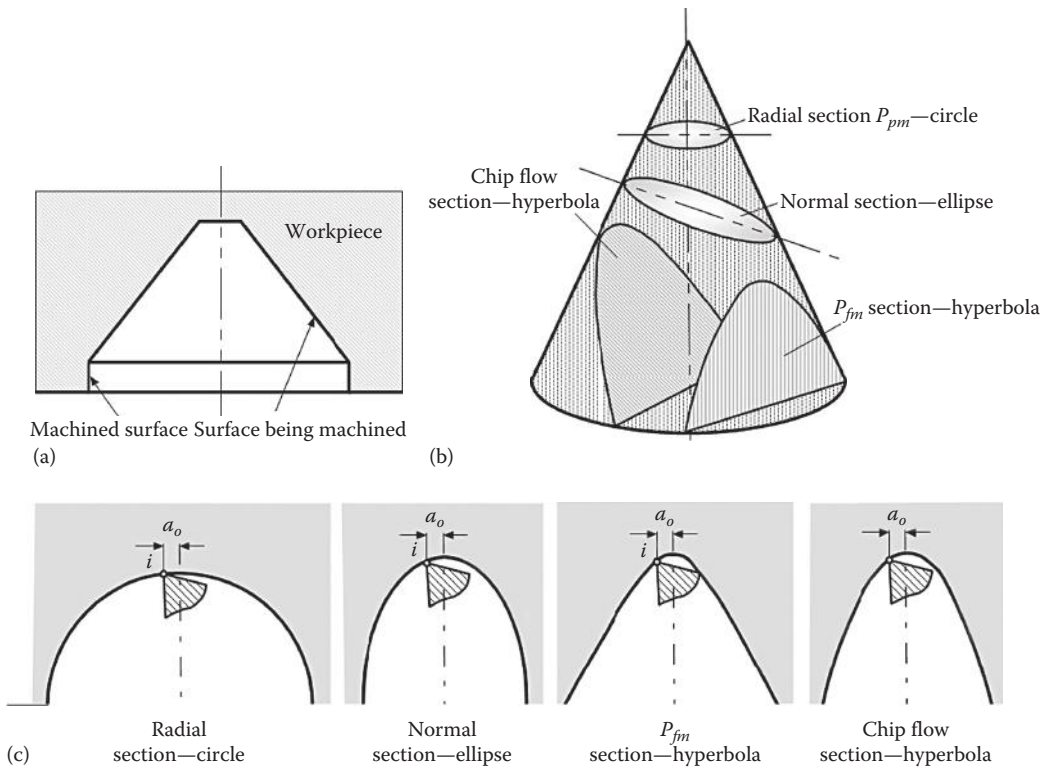 Workpiece
Machined surface Surface being machined
(a)
Radial section P_pm—circle
Chip flow
section—hyperbola
Normal section—ellipse
P_fm section—hyperbola
(b)
a_o
i
a_o
i
a_o
i
a_o
i
Radial
section—circle
Normal
section—ellipse
P_fm
section—hyperbola
Chip flow
section—hyperbola
(c)